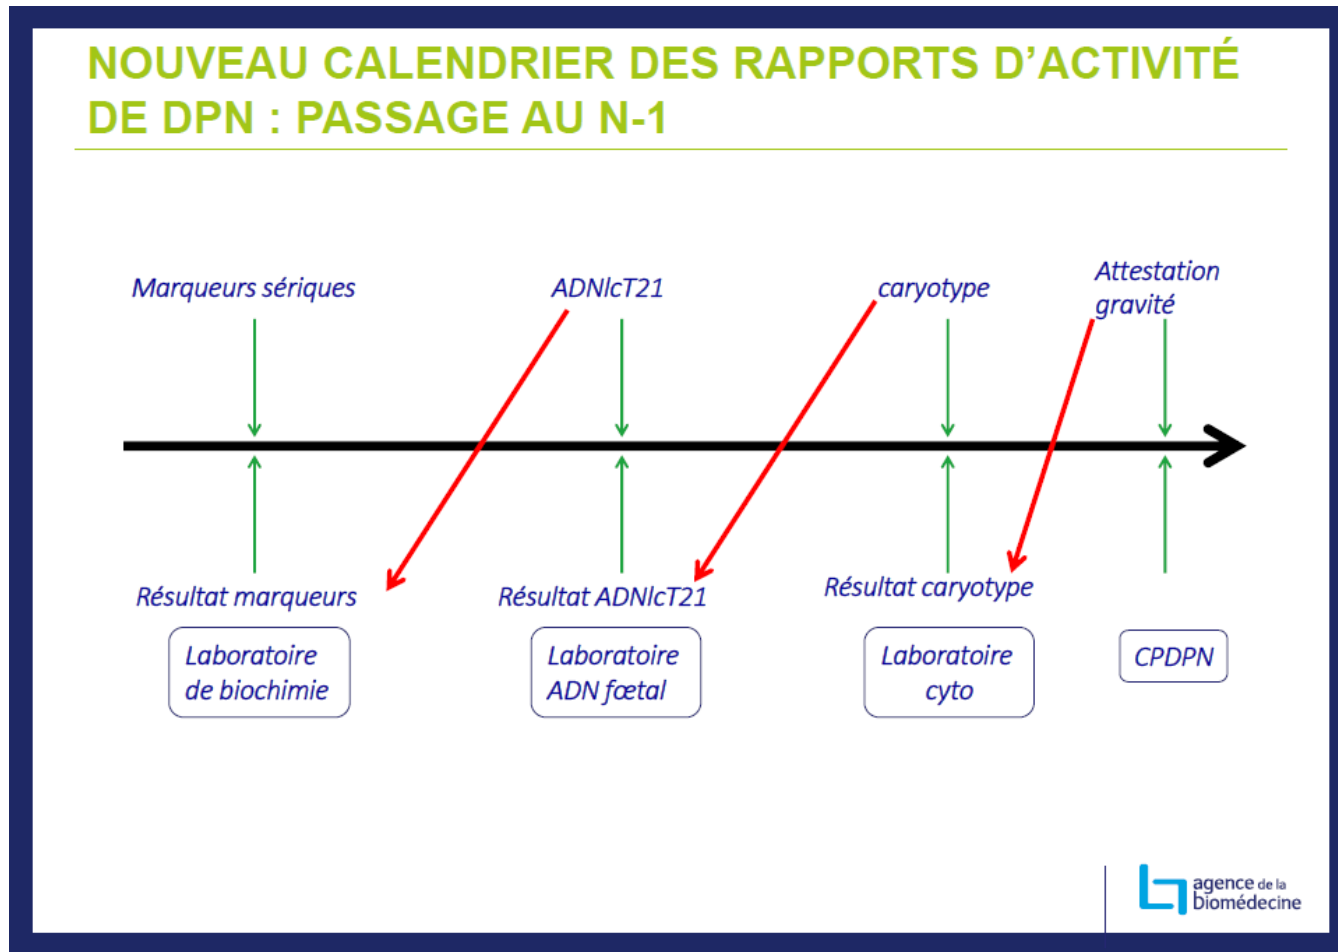 NOUVEAU CALENDRIER DES RAPPORTS D’ACTIVITÉ
DE DPN : PASSAGE AU N-1
Marqueurs sériques
ADNlcT21
caryotype
Attestation
gravité
Résultat marqueurs
Résultat ADNlcT21
Résultat caryotype
Laboratoire
de biochimie
Laboratoire
ADN fœtal
Laboratoire
cyto
CPDPN
agence de la
biomédecine